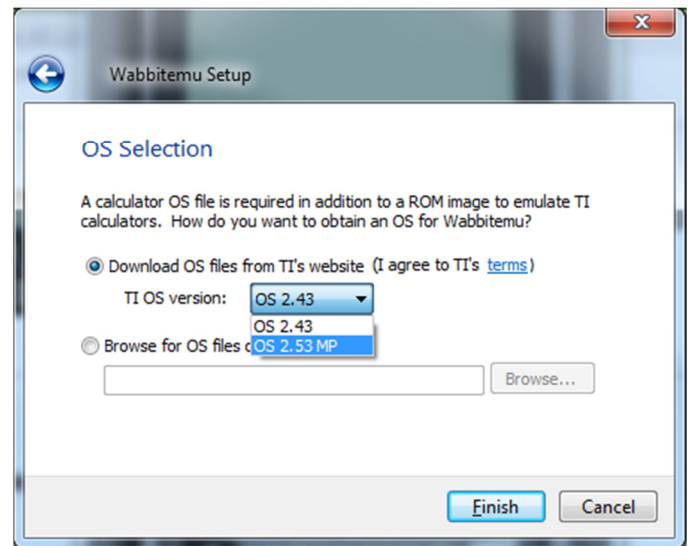 Wabbitemu Setup
OS Selection
A calculator OS file is required in addition to a ROM image to emulate TI
calculators. How do you want to obtain an OS for Wabbitemu?
Download OS files from TI's website (I agree to TI's terms)
TI OS version: OS 2.43
OS 2.43
Browse for OS files OS 2.53 MP
Browse...
Finish Cancel